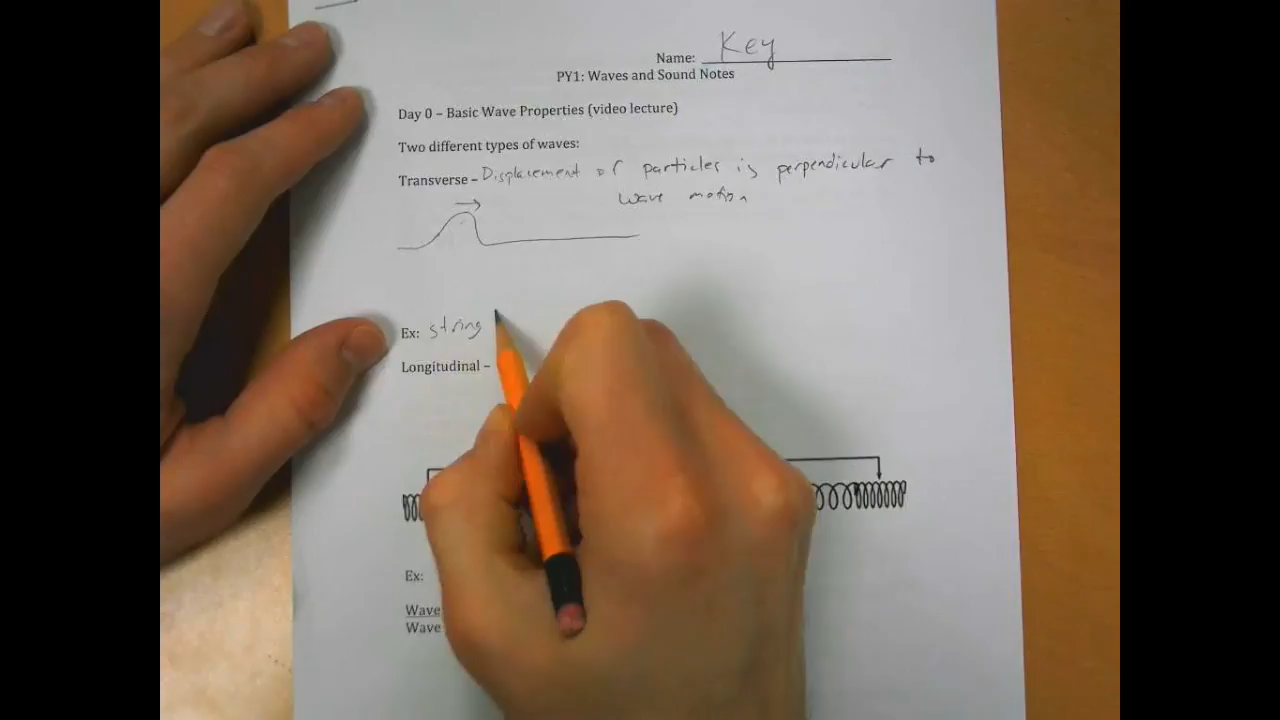 Name: Key
PY1: Waves and Sound Notes
Day 0 – Basic Wave Properties (video lecture)
Two different types of waves:
Transverse – Displacement of particles is perpendicular to
wave motion
Ex: string
Longitudinal –
Ex:
Wave
Wave